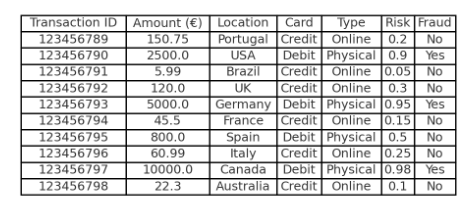 Transaction ID Amount (€) Location Card Type Risk Fraud
123456789 150.75 Portugal Credit Online 0.2 No
123456790 2500.0 USA Debit Physical 0.9 Yes
123456791 5.99 Brazil Credit Online 0.05 No
123456792 120.0 UK Credit Online 0.3 No
123456793 5000.0 Germany Debit Physical 0.95 Yes
123456794 45.5 France Credit Online 0.15 No
123456795 800.0 Spain Debit Physical 0.5 No
123456796 60.99 Italy Credit Online 0.25 No
123456797 10000.0 Canada Debit Physical 0.98 Yes
123456798 22.3 Australia Credit Online 0.1 No